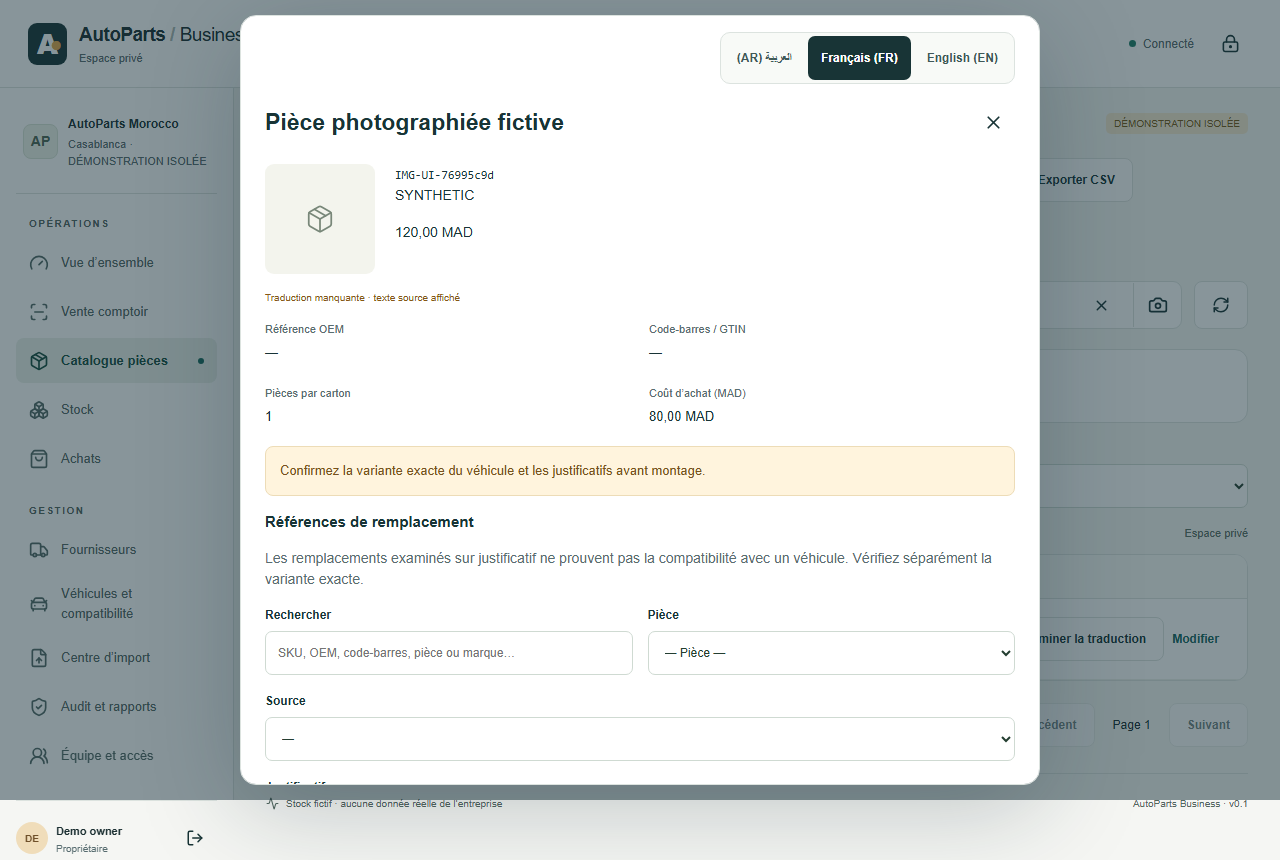 AutoParts / Busines
Espace privé
Connecté
AP
AutoParts Morocco
Casablanca ·
DÉMONSTRATION ISOLÉE
OPÉRATIONS
Vue d'ensemble
Vente comptoir
Catalogue pièces
Stock
Achats
GESTION
Fournisseurs
Véhicules et
compatibilité
Centre d'import
Audit et rapports
Équipe et accès
DE
Demo owner
Propriétaire
العربية (AR)
Français (FR)
English (EN)
Pièce photographiée fictive
IMG-UI-76995c9d
SYNTHETIC
120,00 MAD
Traduction manquante · texte source affiché
Référence OEM
—
Code-barres / GTIN
—
Pièces par carton
1
Coût d'achat (MAD)
80,00 MAD
Confirmez la variante exacte du véhicule et les justificatifs avant montage.
Références de remplacement
Les remplacements examinés sur justificatif ne prouvent pas la compatibilité avec un véhicule. Vérifiez séparément la
variante exacte.
Rechercher
SKU, OEM, code-barres, pièce ou marque…
Pièce
— Pièce —
Source
—
DÉMONSTRATION ISOLÉE
Exporter CSV
Espace privé
miner la traduction
Modifier
cédent
Page 1
Suivant
Stock fictif · aucune donnée réelle de l'entreprise
AutoParts Business · v0.1